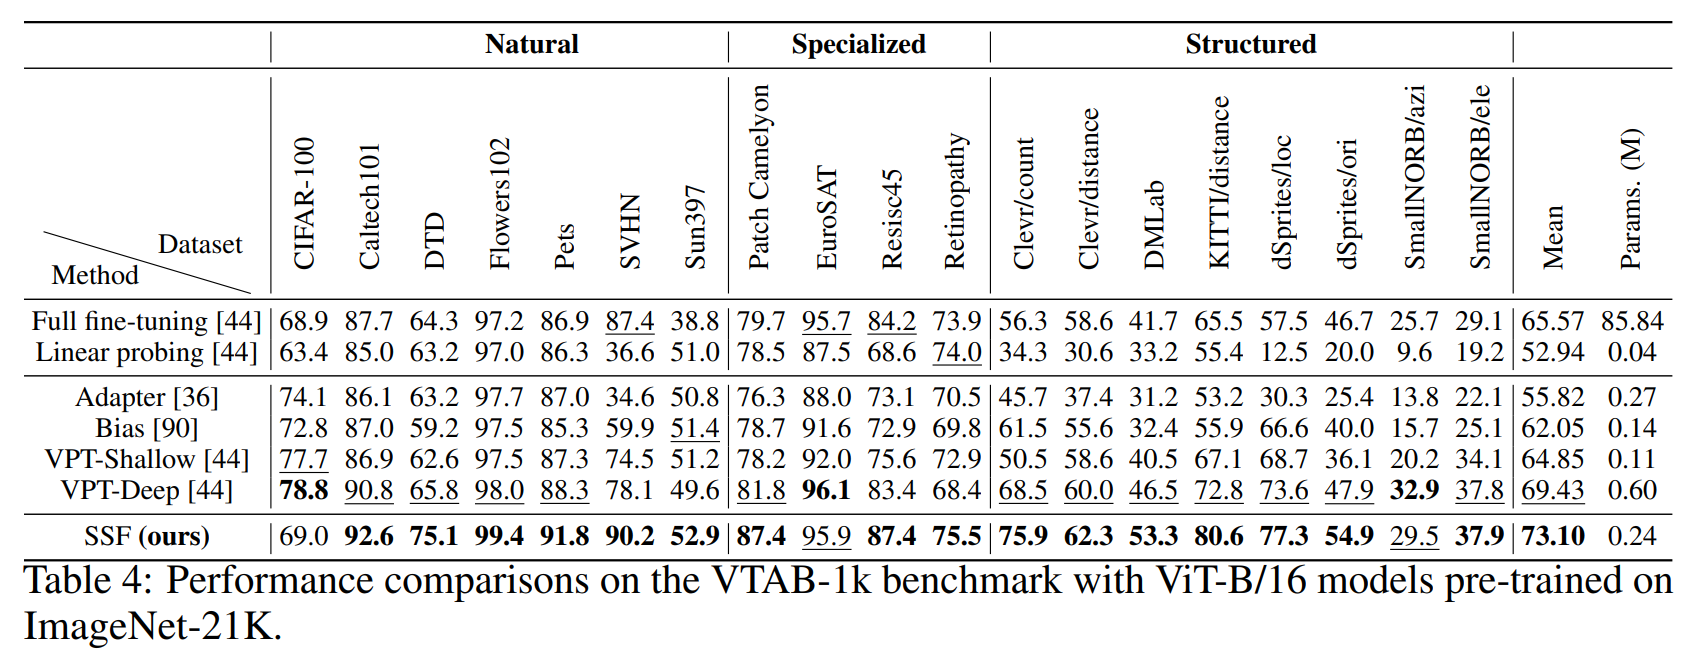 Natural Specialized Structured
Dataset
Method
CIFAR-100 Caltech101 DTD Flowers102 Pets SVHN Sun397 Patch Camelyon EuroSAT Resisc45 Retinopathy Clevr/count Clevr/distance DMLab KITTI/distance dSprites/loc dSprites/ori SmallNORB/azi SmallNORB/ele Mean Params. (M)
Full fine-tuning [44] 68.9 87.7 64.3 97.2 86.9 87.4 38.8 79.7 95.7 84.2 73.9 56.3 58.6 41.7 65.5 57.5 46.7 25.7 29.1 65.57 85.84
Linear probing [44] 63.4 85.0 63.2 97.0 86.3 36.6 51.0 78.5 87.5 68.6 74.0 34.3 30.6 33.2 55.4 12.5 20.0 9.6 19.2 52.94 0.04
Adapter [36] 74.1 86.1 63.2 97.7 87.0 34.6 50.8 76.3 88.0 73.1 70.5 45.7 37.4 31.2 53.2 30.3 25.4 13.8 22.1 55.82 0.27
Bias [90] 72.8 87.0 59.2 97.5 85.3 59.9 51.4 78.7 91.6 72.9 69.8 61.5 55.6 32.4 55.9 66.6 40.0 15.7 25.1 62.05 0.14
VPT-Shallow [44] 77.7 86.9 62.6 97.5 87.3 74.5 51.2 78.2 92.0 75.6 72.9 50.5 58.6 40.5 67.1 68.7 36.1 20.2 34.1 64.85 0.11
VPT-Deep [44] 78.8 90.8 65.8 98.0 88.3 78.1 49.6 81.8 96.1 83.4 68.4 68.5 60.0 46.5 72.8 73.6 47.9 32.9 37.8 69.43 0.60
SSF (ours) 69.0 92.6 75.1 99.4 91.8 90.2 52.9 87.4 95.9 87.4 75.5 75.9 62.3 53.3 80.6 77.3 54.9 29.5 37.9 73.10 0.24
Table 4: Performance comparisons on the VTAB-1k benchmark with ViT-B/16 models pre-trained on
ImageNet-21K.